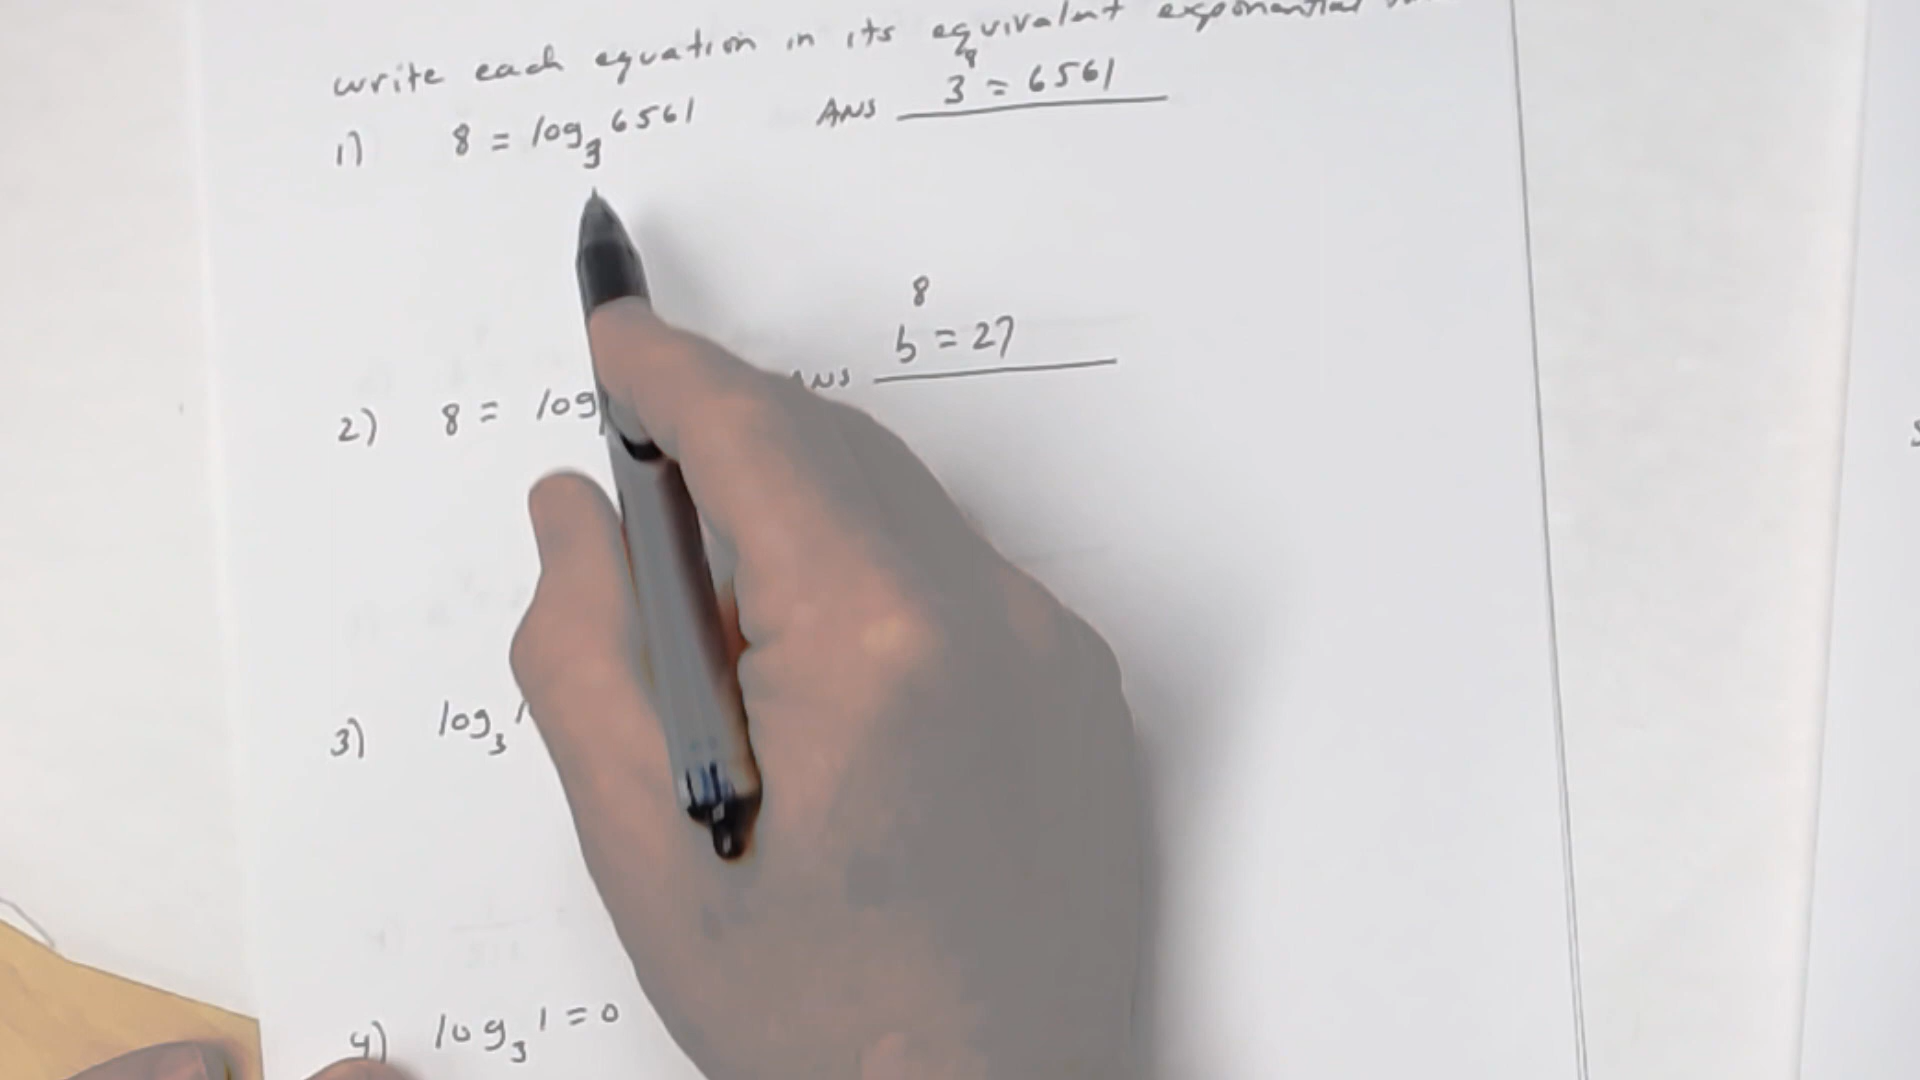 write each equation in its equivalent exponential
1) 8 = log₃ 6561 ANS 3⁸ = 6561
2) 8 = log ANS b⁸ = 27
3) log₃
4) log₃ 1 = 0